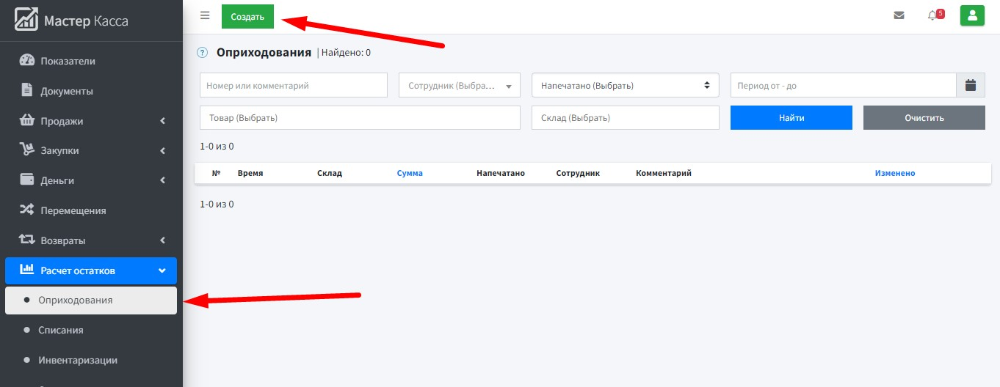 Мастер Касса
Создать
5
Показатели
Документы
Продажи
Закупки
Деньги
Перемещения
Возвраты
Расчет остатков
Оприходования
Списания
Инвентаризации
? Оприходования | Найдено: 0
Номер или комментарий
Сотрудник (Выбра...
Напечатано (Выбрать)
Период от - до
Товар (Выбрать)
Склад (Выбрать)
Найти
Очистить
1-0 из 0
№ Время Склад Сумма Напечатано Сотрудник Комментарий Изменено
1-0 из 0